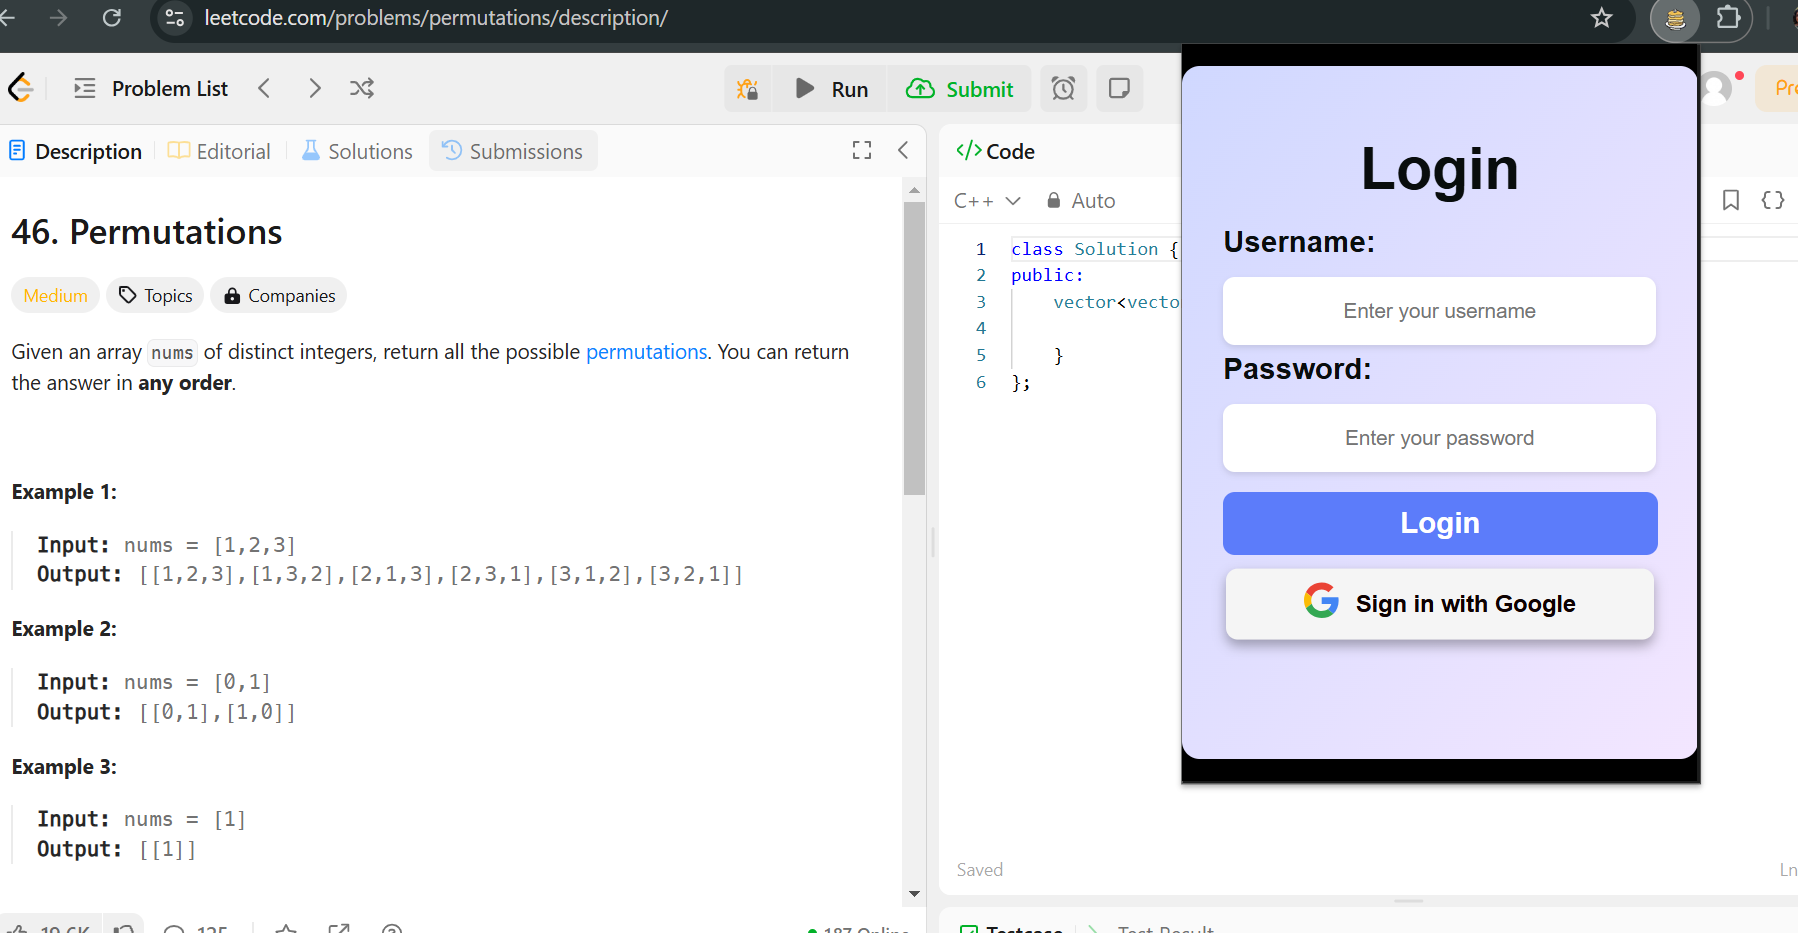 leetcode.com/problems/permutations/description/
Problem List
Run
Submit
Description
Editorial
Solutions
Submissions
46. Permutations
Medium
Topics
Companies
Given an array nums of distinct integers, return all the possible permutations. You can return
the answer in any order.
Example 1:
Input: nums = [1,2,3]
Output: [[1,2,3],[1,3,2],[2,1,3],[2,3,1],[3,1,2],[3,2,1]]
Example 2:
Input: nums = [0,1]
Output: [[0,1],[1,0]]
Example 3:
Input: nums = [1]
Output: [[1]]
19.6K
135
187 Online
</> Code
C++
Auto
{}
1 class Solution {
2 public:
3 vector<vecto
4
5 }
6 };
Saved
Ln
Testcase
Test Result
Login
Username:
Enter your username
Password:
Enter your password
Login
Sign in with Google